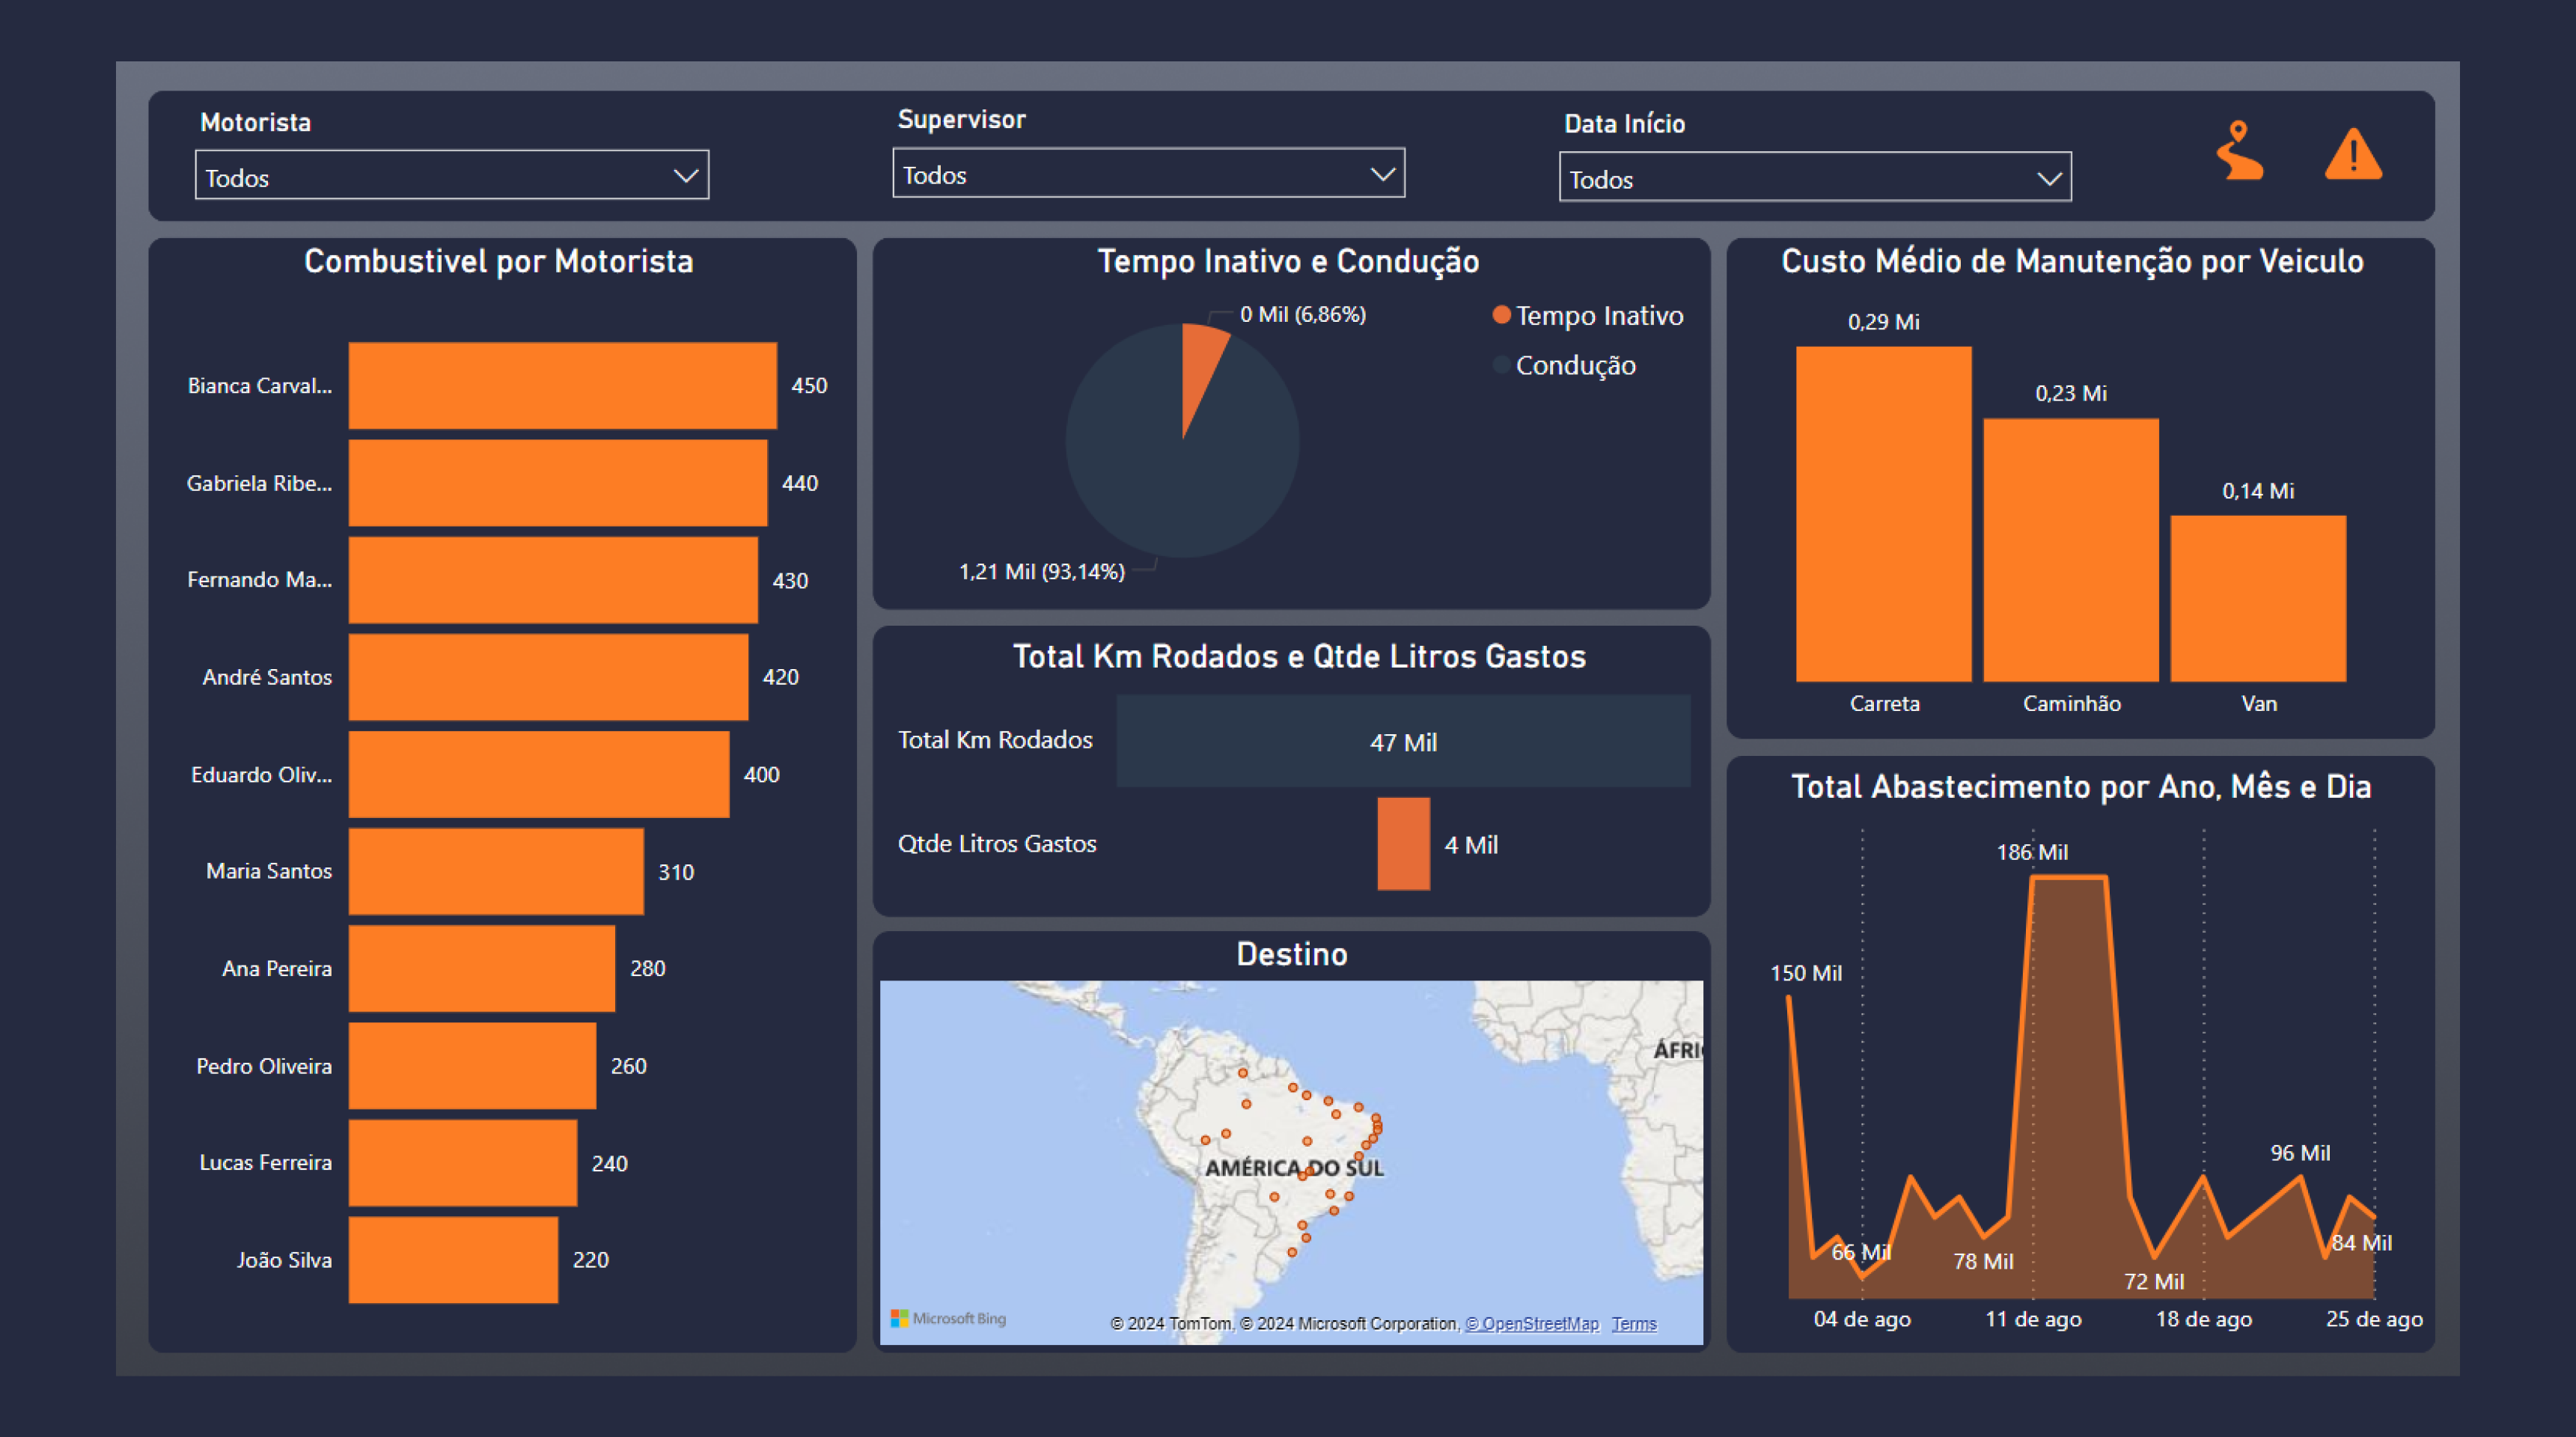 Motorista
Todos
Supervisor
Todos
Data Início
Todos
Combustivel por Motorista
Bianca Carval... 450
Gabriela Ribe... 440
Fernando Ma... 430
André Santos 420
Eduardo Oliv... 400
Maria Santos 310
Ana Pereira 280
Pedro Oliveira 260
Lucas Ferreira 240
João Silva 220
Tempo Inativo e Condução
0 Mil (6,86%)
Tempo Inativo
Condução
1,21 Mil (93,14%)
Total Km Rodados e Qtde Litros Gastos
Total Km Rodados 47 Mil
Qtde Litros Gastos 4 Mil
Destino
ÁFRI
AMÉRICA DO SUL
Microsoft Bing
© 2024 TomTom, © 2024 Microsoft Corporation, © OpenStreetMap Terms
Custo Médio de Manutenção por Veiculo
0,29 Mi
0,23 Mi
0,14 Mi
Carreta Caminhão Van
Total Abastecimento por Ano, Mês e Dia
186 Mil
150 Mil
96 Mil
66 Mil
84 Mil
78 Mil
72 Mil
04 de ago 11 de ago 18 de ago 25 de ago